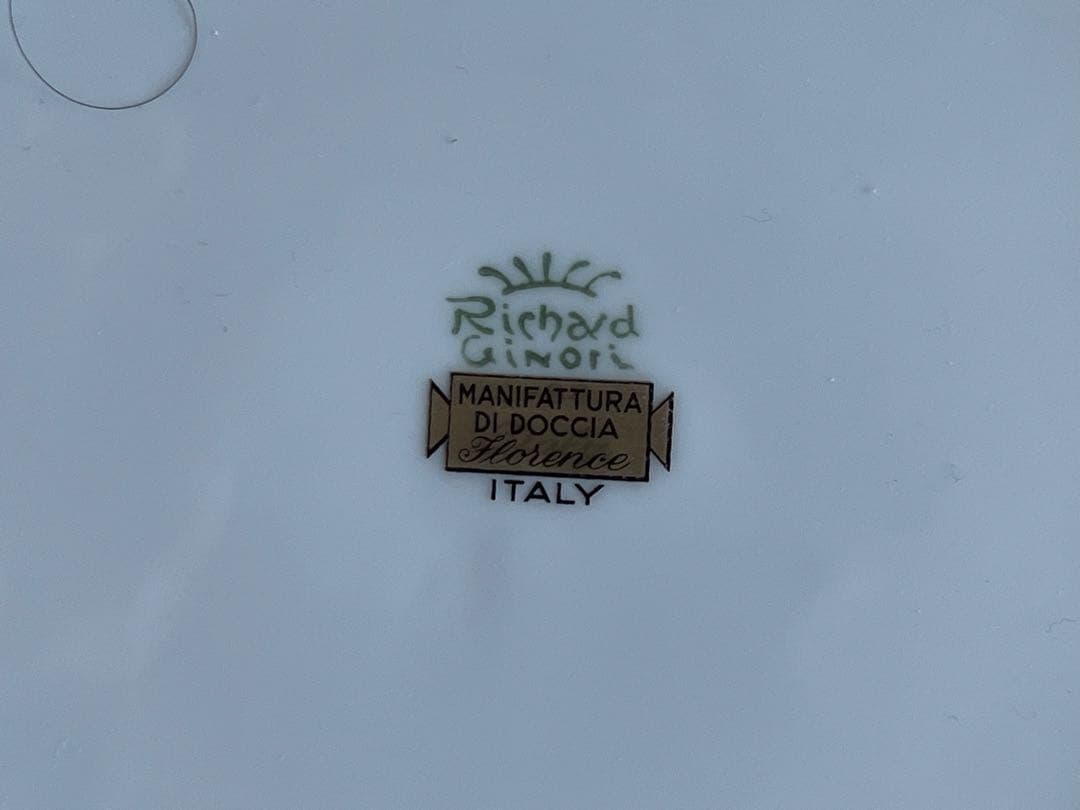 Richard
Ginori
MANIFATTURA
DI DOCCIA
Florence
ITALY